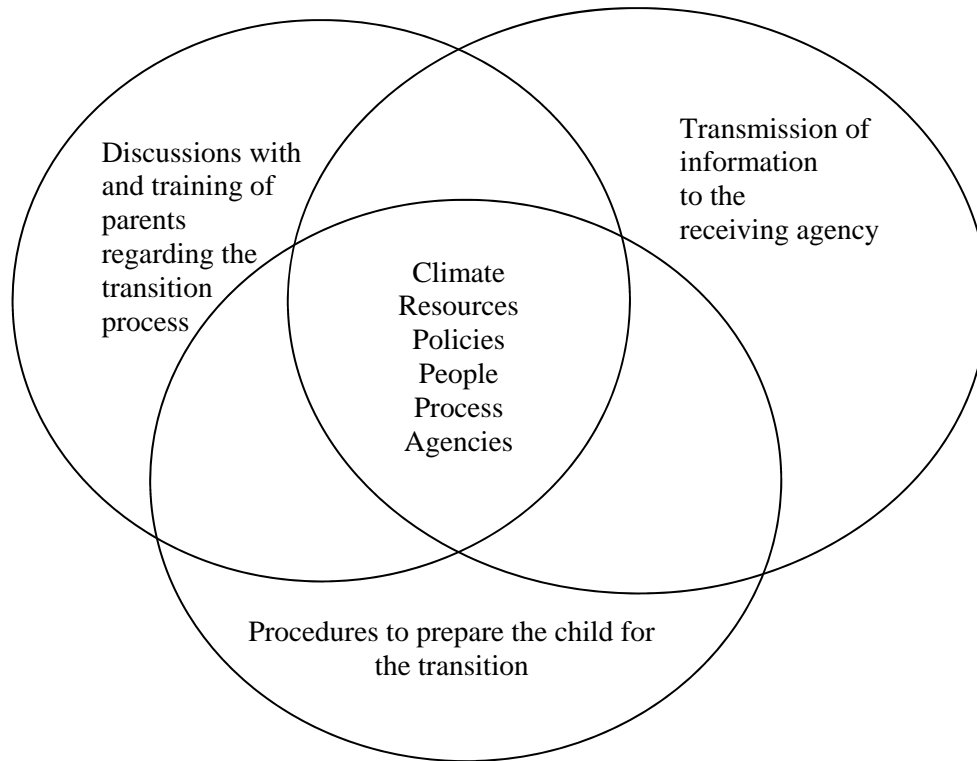 Discussions with
and training of
parents
regarding the
transition
process
Transmission of
information
to the
receiving agency
Climate
Resources
Policies
People
Process
Agencies
Procedures to prepare the child for
the transition